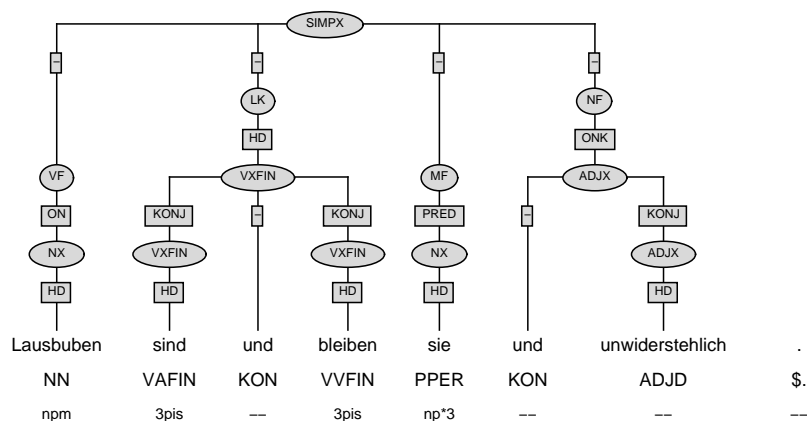 SIMPX
– – – –
LK NF
HD ONK
VF VXFIN MF ADJX
ON KONJ – KONJ PRED – KONJ
NX VXFIN VXFIN NX ADJX
HD HD HD HD HD
Lausbuben sind und bleiben sie und unwiderstehlich .
NN VAFIN KON VVFIN PPER KON ADJD $.
npm 3pis –– 3pis np*3 –– –– ––